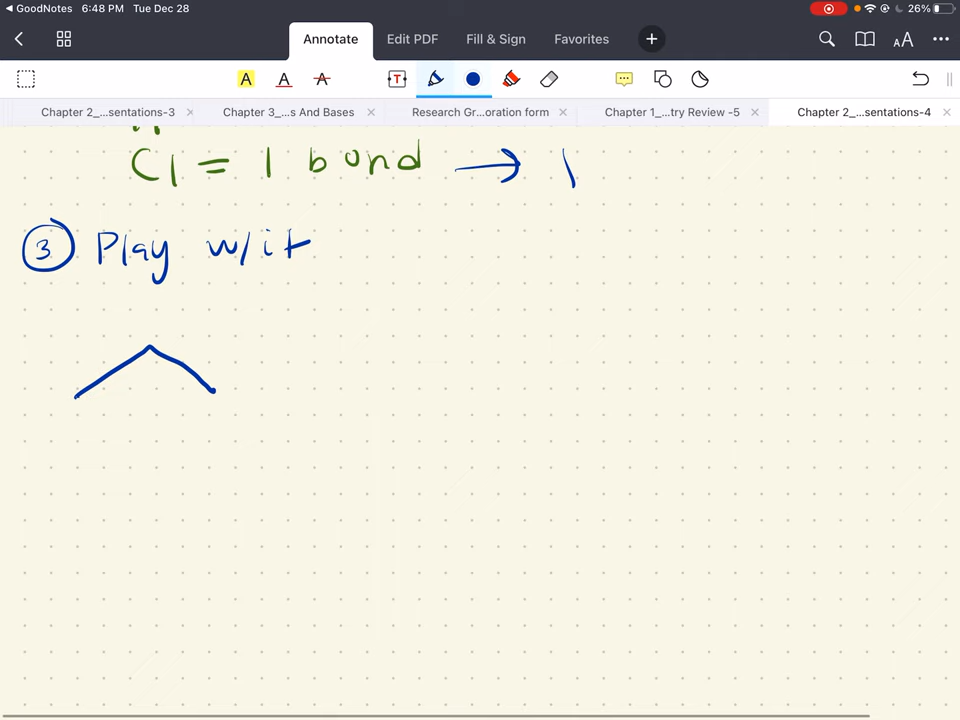 GoodNotes 6:48 PM Tue Dec 28 26%
Annotate Edit PDF Fill & Sign Favorites
A A A T AA
Chapter 2_...sentations-3 Chapter 3_...s And Bases Research Gr...oration form Chapter 1_...try Review -5 Chapter 2_...sentations-4
Cl = 1 bond → 1
③ Play w/it